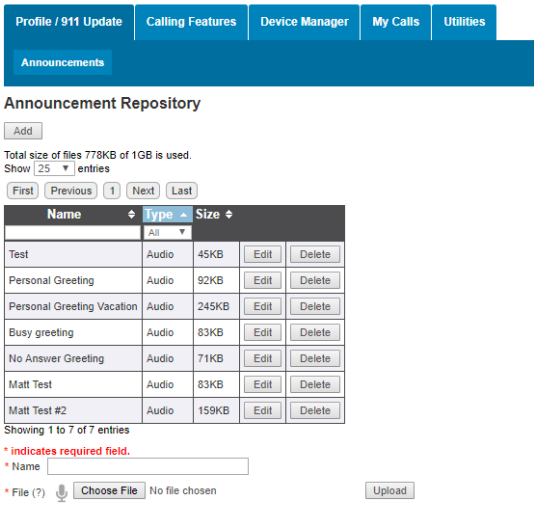 Profile / 911 Update Calling Features Device Manager My Calls Utilities
Announcements
Announcement Repository
Add
Total size of files 778KB of 1GB is used.
Show 25 entries
First Previous 1 Next Last
Name Type Size
All
Test Audio 45KB Edit Delete
Personal Greeting Audio 92KB Edit Delete
Personal Greeting Vacation Audio 245KB Edit Delete
Busy greeting Audio 83KB Edit Delete
No Answer Greeting Audio 71KB Edit Delete
Matt Test Audio 83KB Edit Delete
Matt Test #2 Audio 159KB Edit Delete
Showing 1 to 7 of 7 entries
* indicates required field.
* Name
* File (?) Choose File No file chosen Upload